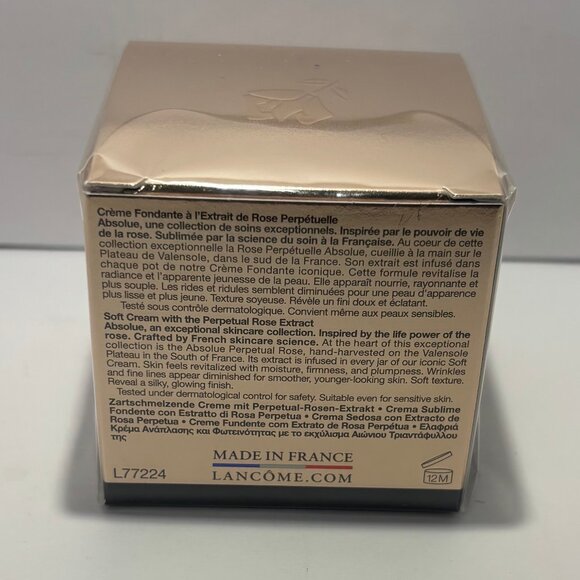 Crème Fondante à l'Extrait de Rose Perpétuelle
Absolue, une collection de soins exceptionnels. Inspirée par le pouvoir de vie
de la rose. Sublimée par la science du soin à la Française. Au coeur de cette
collection exceptionnelle la Rose Perpétuelle Absolue, cueillie à la main sur le
Plateau de Valensole, dans le sud de la France. Son extrait est infusé dans
chaque pot de notre Crème Fondante iconique. Cette formule revitalise la
radiance et l'apparente jeunesse de la peau. Elle apparaît nourrie, rayonnante et
plus souple. Les rides et ridules semblent diminuées pour une peau d'apparence
plus lisse et plus jeune. Texture soyeuse. Révèle un fini doux et éclatant.
Testé sous contrôle dermatologique. Convient même aux peaux sensibles.
Soft Cream with the Perpetual Rose Extract
Absolue, an exceptional skincare collection. Inspired by the life power of the
rose. Crafted by French skincare science. At the heart of this exceptional
collection is the Absolue Perpetual Rose, hand-harvested on the Valensole
Plateau in the South of France. Its extract is infused in every jar of our iconic Soft
Cream. Skin feels revitalized with moisture, firmness, and plumpness. Wrinkles
and fine lines appear diminished for smoother, younger-looking skin. Soft texture.
Reveal a silky, glowing finish.
Tested under dermatological control for safety. Suitable even for sensitive skin.
Zartschmelzende Creme mit Perpetual-Rosen-Extrakt • Crema Sublime
Fondente con Estratto di Rosa Perpetua • Crema Sedosa con Extracto de
Rosa Perpetua • Creme Fundente com Extrato de Rosa Perpétua • Ελαφριά
Κρέμα Ανάπλασης και Φωτεινότητας με το εκχύλισμα Αιώνιου Τριαντάφυλλου
της
MADE IN FRANCE
L77224
LANCÔME.COM
12M